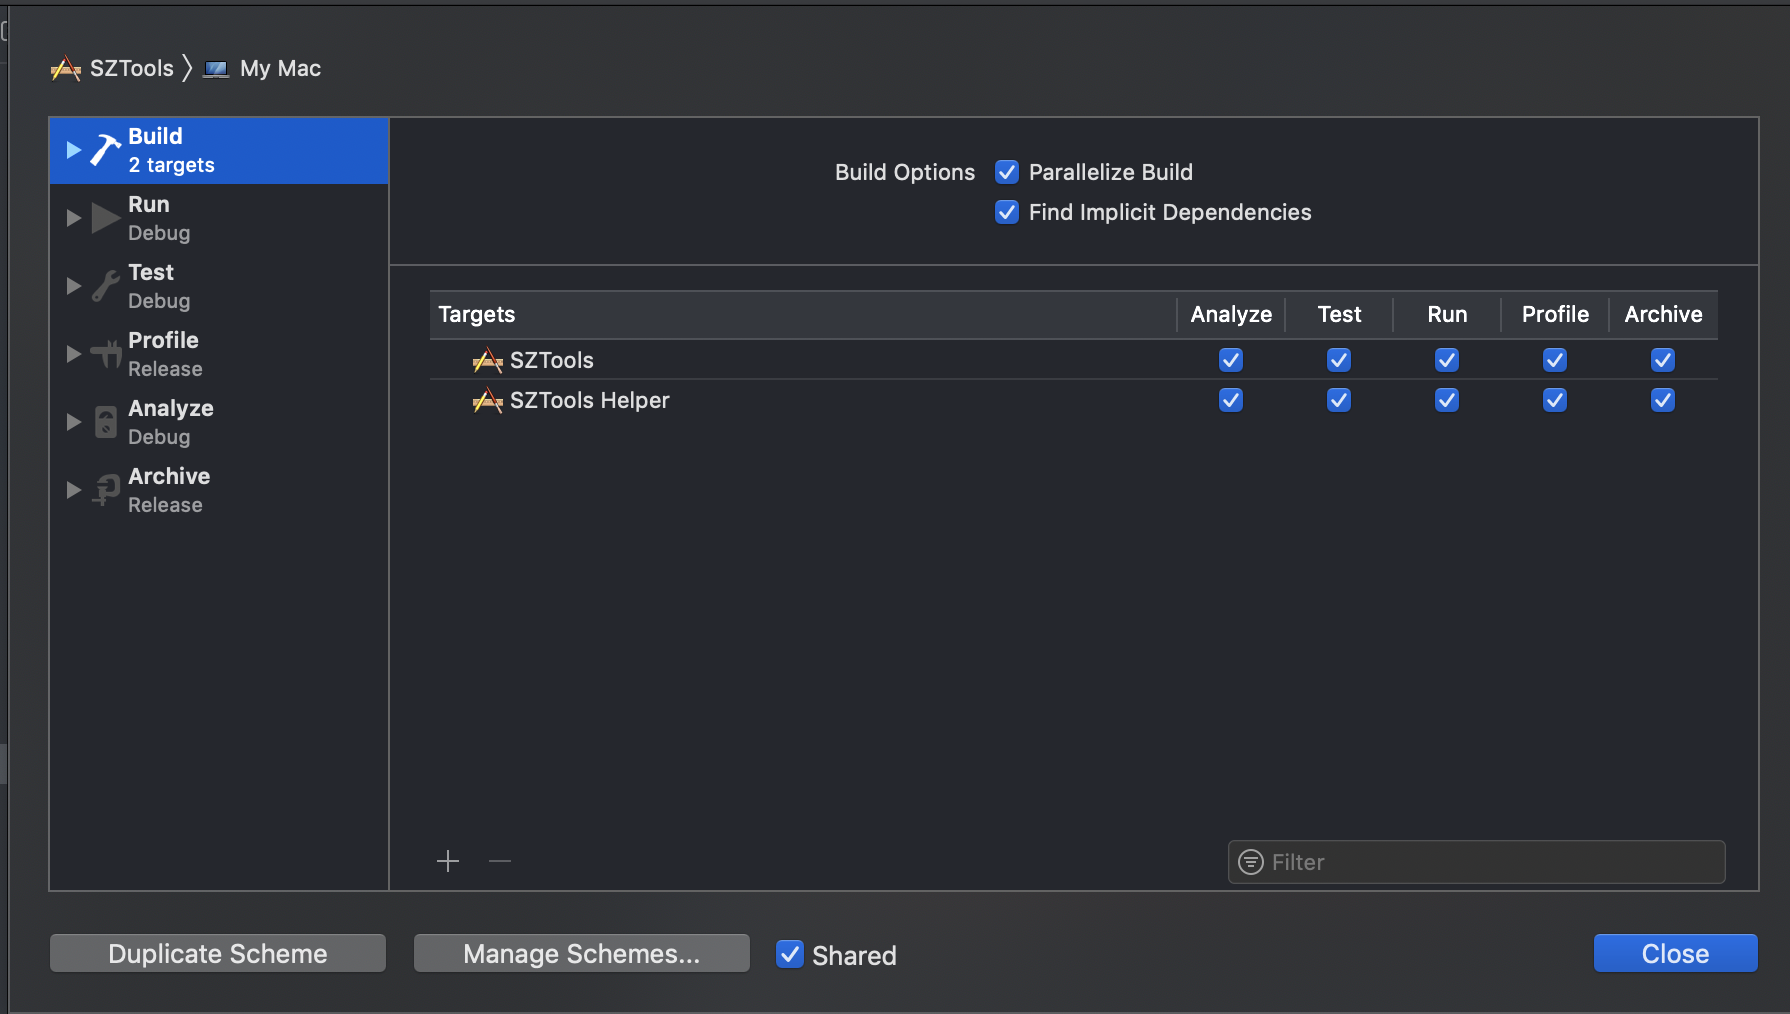 SZTools 〉 My Mac
Build
2 targets
Run
Debug
Test
Debug
Profile
Release
Analyze
Debug
Archive
Release
Build Options Parallelize Build
Find Implicit Dependencies
Targets Analyze Test Run Profile Archive
SZTools
SZTools Helper
Filter
Duplicate Scheme Manage Schemes... Shared Close